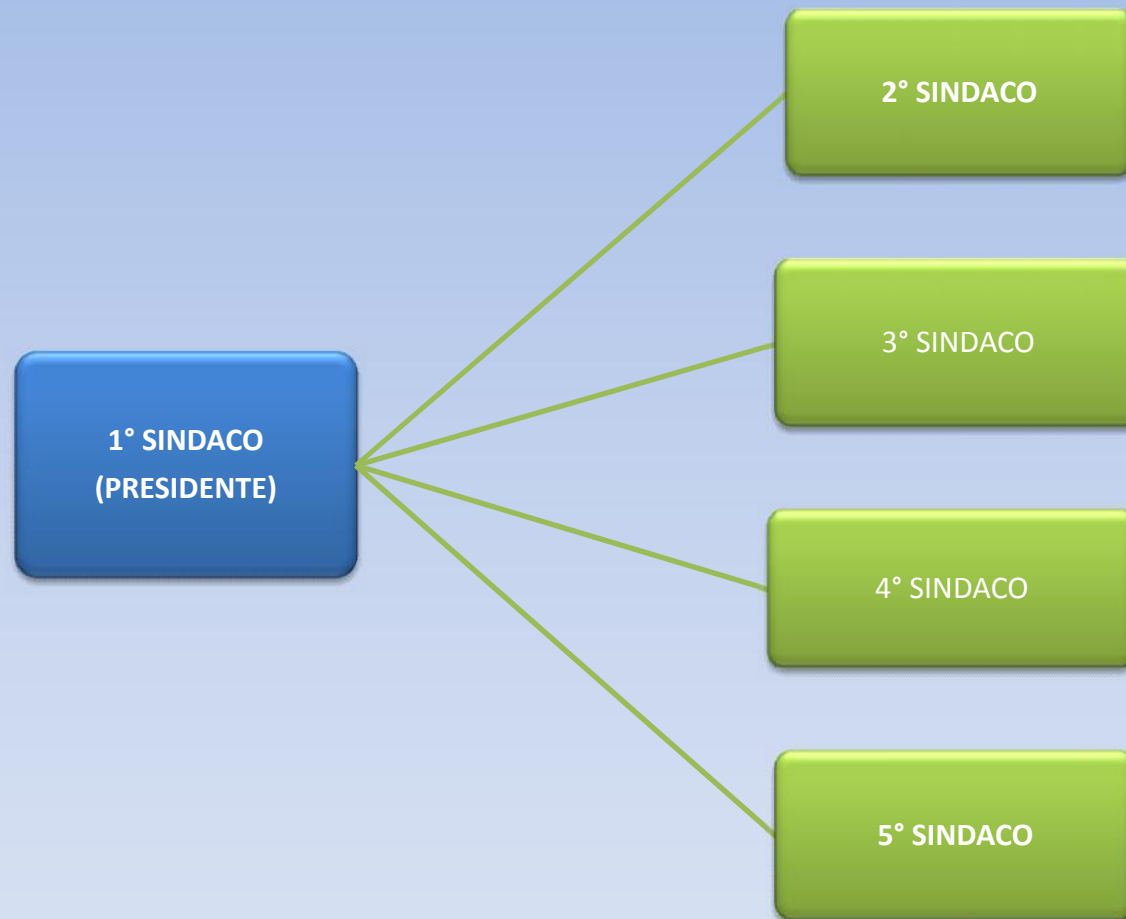 2° SINDACO
3° SINDACO
1° SINDACO
(PRESIDENTE)
4° SINDACO
5° SINDACO